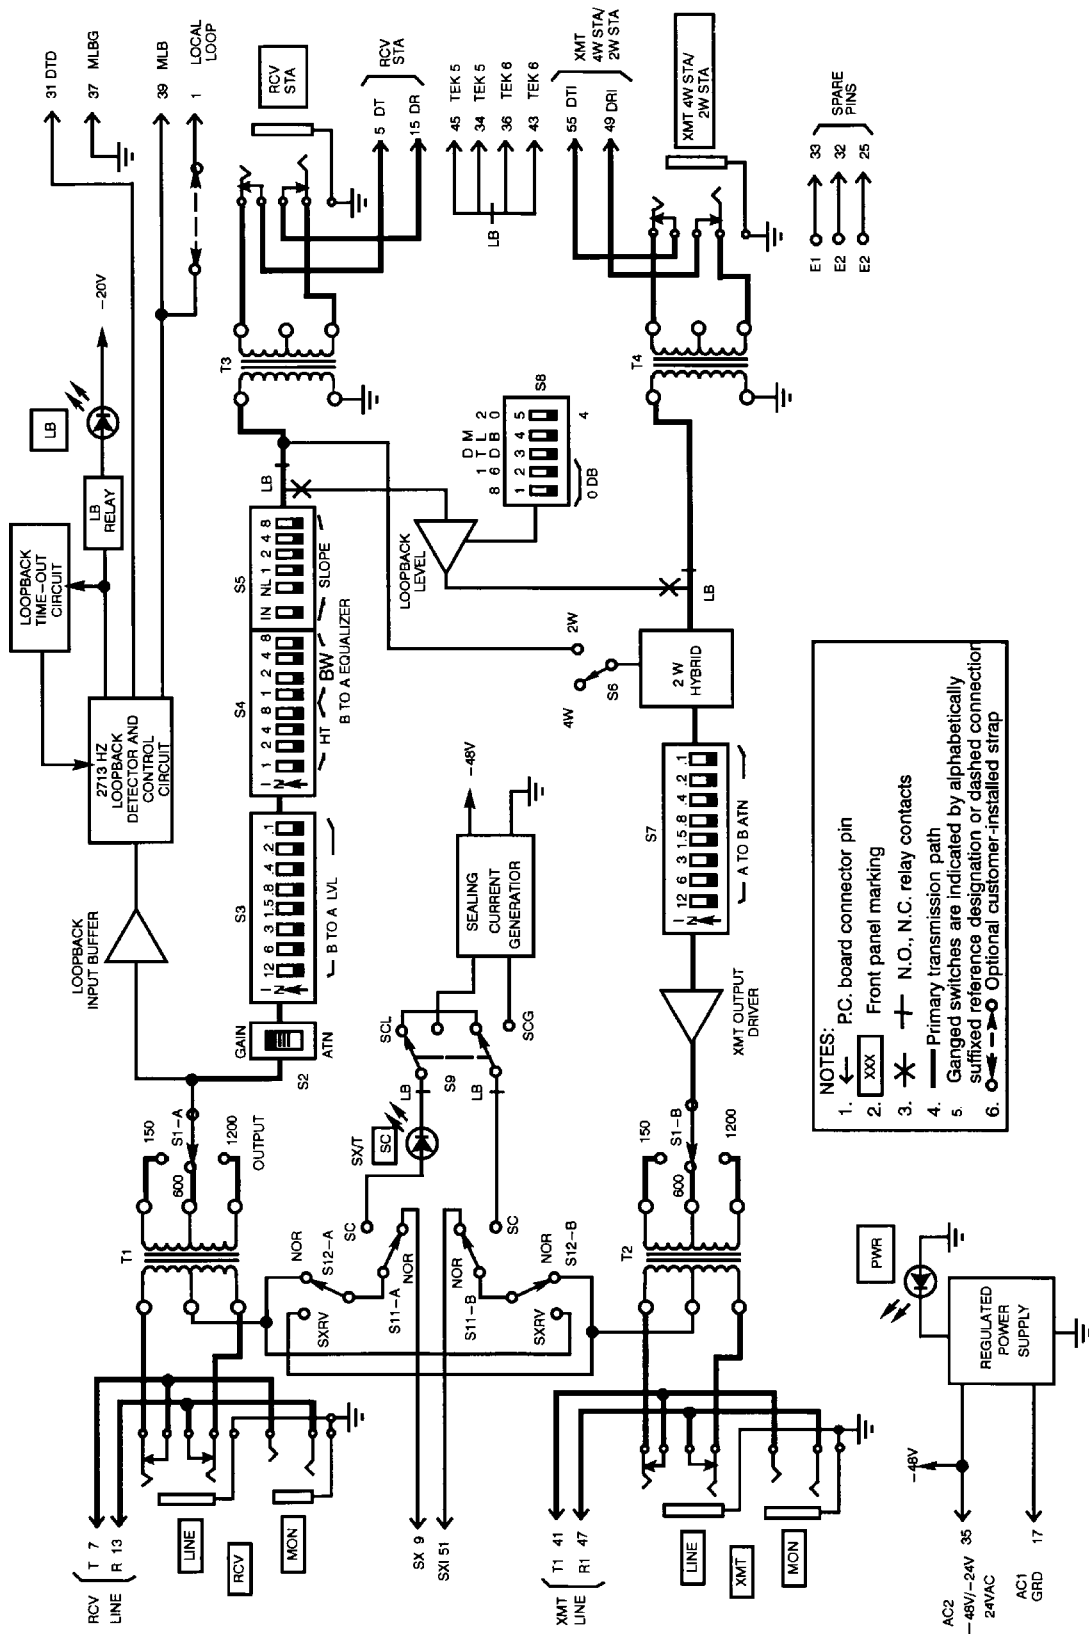 31 DTD
37 MLBG
39 MLB
1 LOCAL LOOP
LB
-20V
LB RELAY
LOOPBACK
TIME-OUT
CIRCUIT
2713 HZ
LOOPBACK
DETECTOR AND
CONTROL
CIRCUIT
LOOPBACK
INPUT BUFFER
RCV
STA
RCV
STA
5 DT
15 DR
45 TEK 5
34 TEK 5
36 TEK 6
43 TEK 6
LB
XMT
4W STA/
2W STA
55 DTI
49 DRI
XMT 4W STA/
2W STA
SPARE
PINS
E1 33
E2 32
E2 25
T3
T4
LB
S5
IN NL 1 2 4 8
SLOPE
S4
I N 1 2 4 8 1 2 4 8
HT BW
B TO A EQUALIZER
S3
I N 12 6 3 1.5 .8 .4 .2 .1
B TO A LVL
GAIN
ATN
S2
LOOPBACK
LEVEL
D M
1 T L 2
8 6 D B 0
1 2 3 4 5
S8
0 DB
4
LB
2W
4W
S6
2 W
HYBRID
S7
I N 12 6 3 1.5 .8 .4 .2 .1
A TO B ATN
XMT OUTPUT
DRIVER
SEALING
CURRENT
GENERATIOR
-48V
SCL
SCG
S9
LB
LB
SX/T
SC
SC
SC
T1
150
600
1200
S1-A
OUTPUT
T2
150
600
1200
S1-B
NOR
S12-A
SXRV
S11-A
NOR
NOR
S11-B
S12-B
NOR
SXRV
RCV
LINE
T 7
R 13
LINE
RCV
MON
SX 9
SXI 51
XMT
LINE
T1 41
R1 47
LINE
XMT
MON
PWR
REGULATED
POWER
SUPPLY
-48V
AC2
-48V/-24V 35
24VAC
AC1 17
GRD
NOTES:
1. P.C. board connector pin
2. XXX Front panel marking
3. N.O., N.C. relay contacts
4. Primary transmission path
5. Ganged switches are indicated by alphabetically
suffixed reference designation or dashed connection
6. Optional customer-installed strap